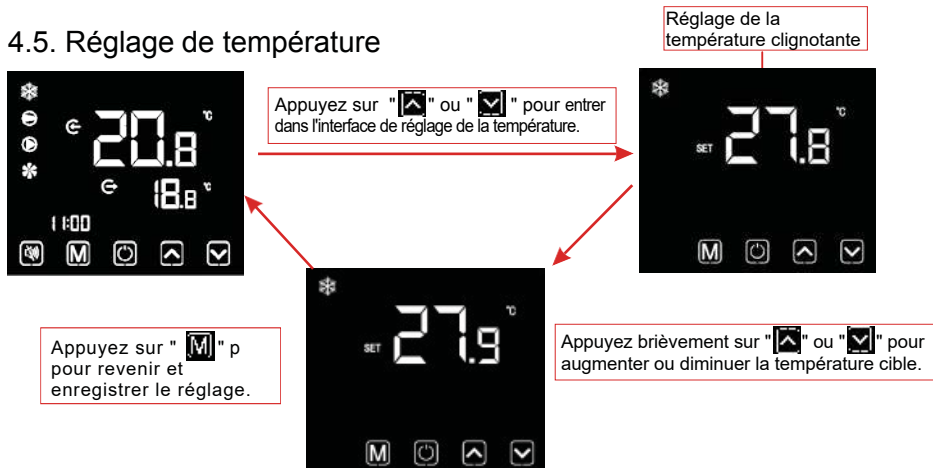 4.5. Réglage de température
Réglage de la
température clignotante
20.8 °C
18.8 °C
11:00
M
Appuyez sur " " ou " " pour entrer
dans l'interface de réglage de la température.
SET 27.8 °C
M
Appuyez brièvement sur " " ou " " pour
augmenter ou diminuer la température cible.
SET 27.9 °C
M
Appuyez sur " M " p
pour revenir et
enregistrer le réglage.